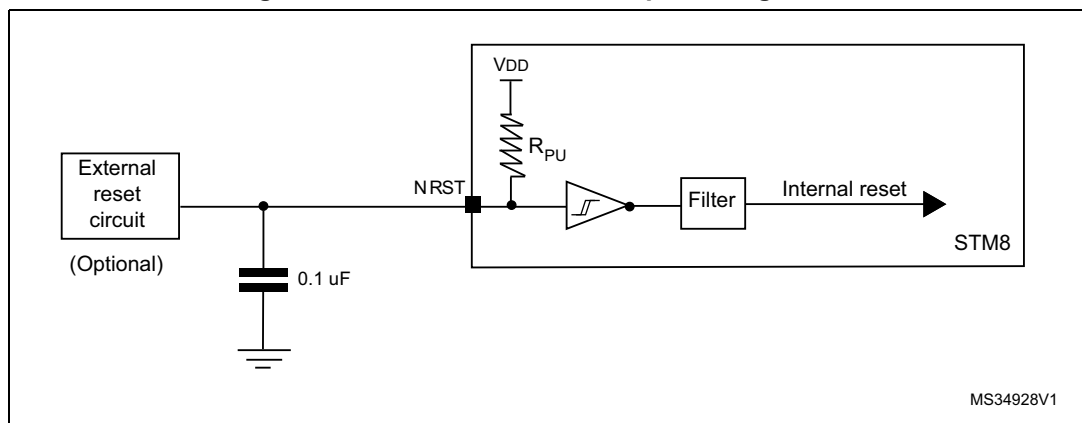 VDD
RPU
External
reset
circuit
(Optional)
NRST
Filter
Internal reset
STM8
0.1 uF
MS34928V1